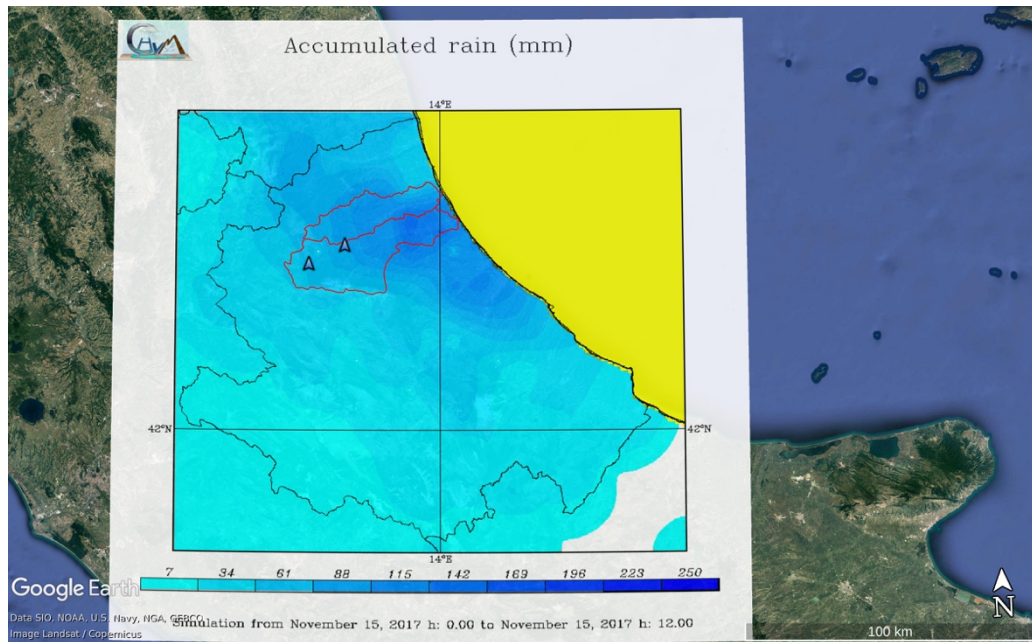 CHyM
Accumulated rain (mm)
14°E
42°N
42°N
14°E
7 34 61 88 115 142 169 196 223 250
Simulation from November 15, 2017 h: 0.00 to November 15, 2017 h: 12.00
Google Earth
Data SIO, NOAA, U.S. Navy, NGA, GEBCO
Image Landsat / Copernicus
100 km
N